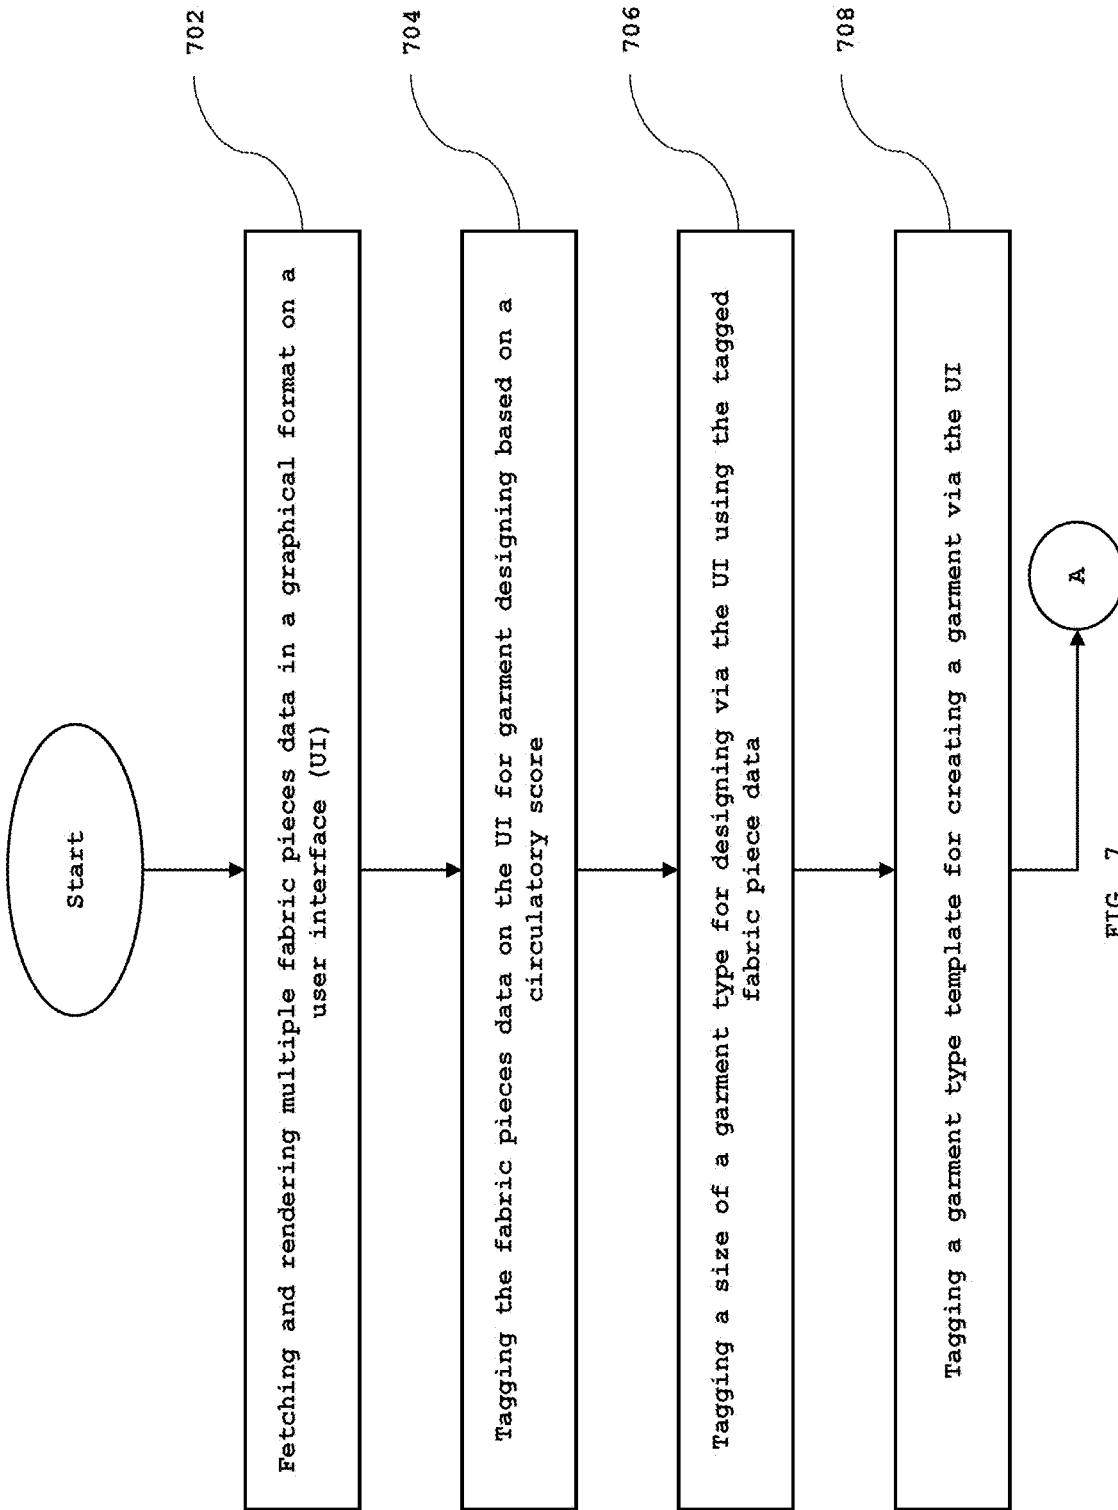 Start
702
Fetching and rendering multiple fabric pieces data in a graphical format on a
user interface (UI)
704
Tagging the fabric pieces data on the UI for garment designing based on a
circulatory score
706
Tagging a size of a garment type for designing via the UI using the tagged
fabric piece data
708
Tagging a garment type template for creating a garment via the UI
A
FIG. 7